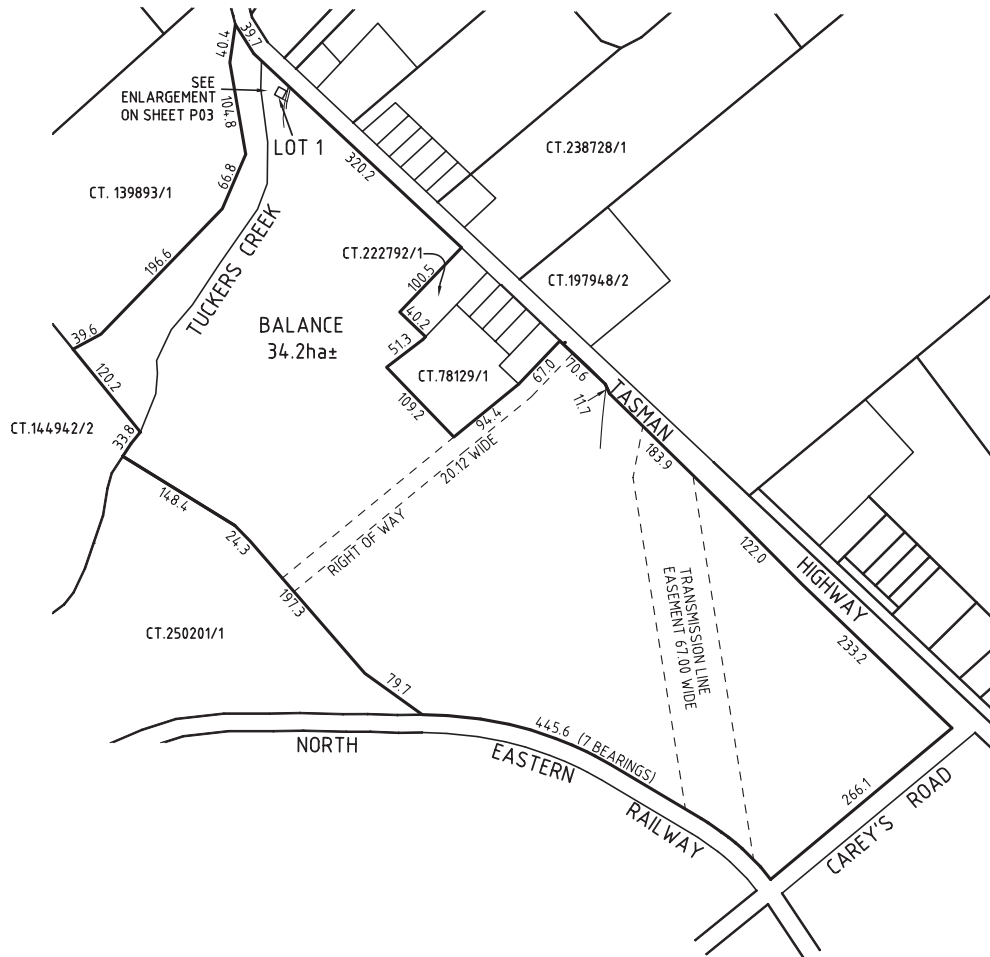 40.4
39.7
SEE
ENLARGEMENT
ON SHEET P03
104.8
LOT 1
320.2
CT.238728/1
66.8
CT. 139893/1
196.6
TUCKERS CREEK
CT.222792/1
100.5
CT.197948/2
40.2
51.3
BALANCE
34.2ha±
39.6
120.2
CT.78129/1
67.0
70.6
11.7
109.2
94.4
TASMAN
HIGHWAY
CT.144942/2
33.8
20.12 WIDE
RIGHT OF WAY
183.9
148.4
24.3
122.0
197.3
TRANSMISSION LINE
EASEMENT 67.00 WIDE
CT.250201/1
233.2
79.7
445.6 (7 BEARINGS)
NORTH
EASTERN
RAILWAY
266.1
CAREY'S ROAD